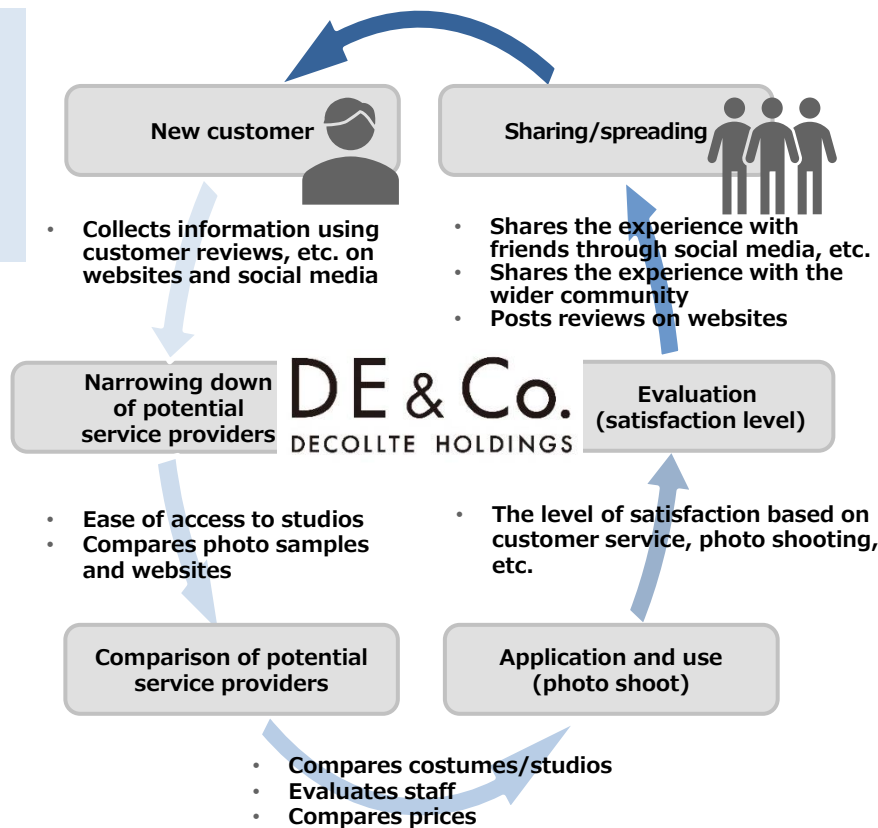 New customer
Sharing/spreading
• Collects information using
customer reviews, etc. on
websites and social media
• Shares the experience with
friends through social media, etc.
• Shares the experience with the
wider community
• Posts reviews on websites
Narrowing down
of potential
service providers
DE & Co.
DECOLLTE HOLDINGS
Evaluation
(satisfaction level)
• Ease of access to studios
• Compares photo samples
and websites
• The level of satisfaction based on
customer service, photo shooting,
etc.
Comparison of potential
service providers
Application and use
(photo shoot)
• Compares costumes/studios
• Evaluates staff
• Compares prices